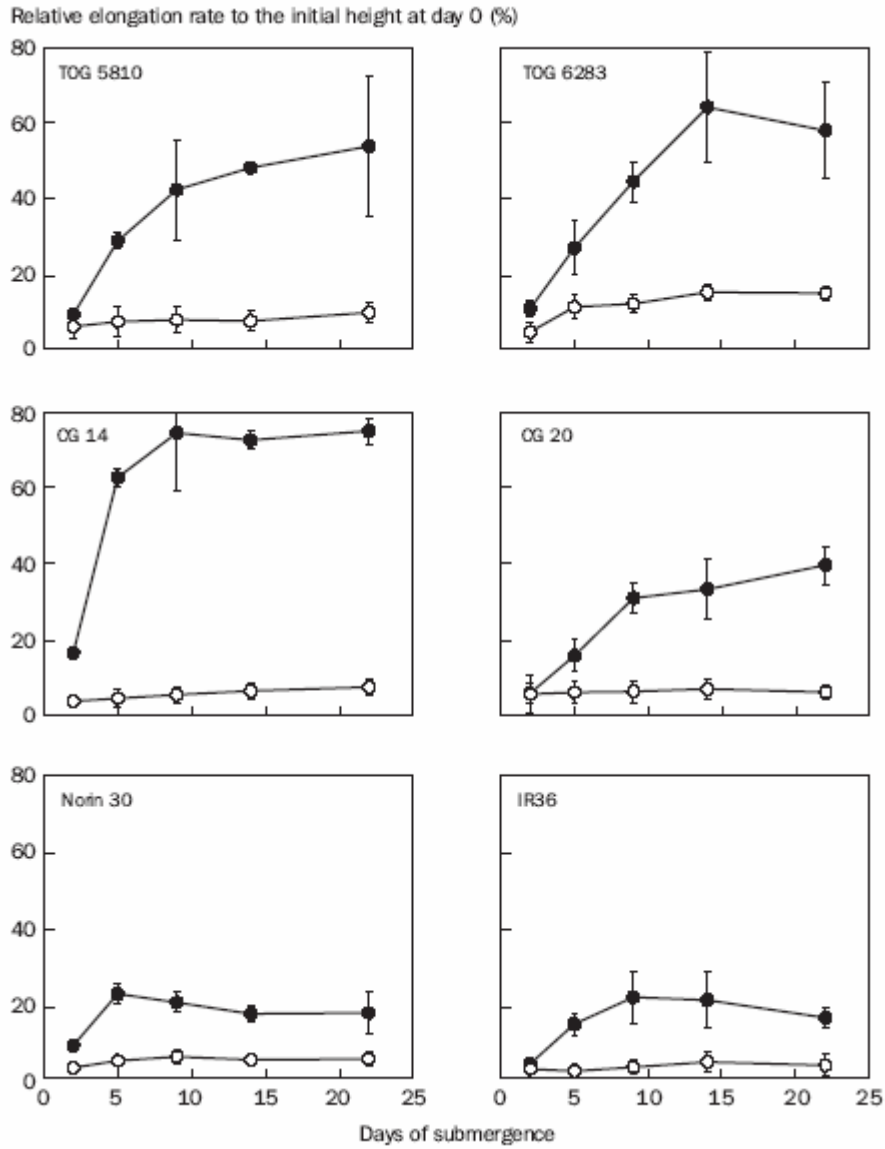 Relative elongation rate to the initial height at day 0 (%)
80
TOG 5810
TOG 6283
60
40
20
0
80
CG 14
OG 20
60
40
20
0
80
Norin 30
IR36
60
40
20
0
0 5 10 15 20 25 0 5 10 15 20 25
Days of submergence